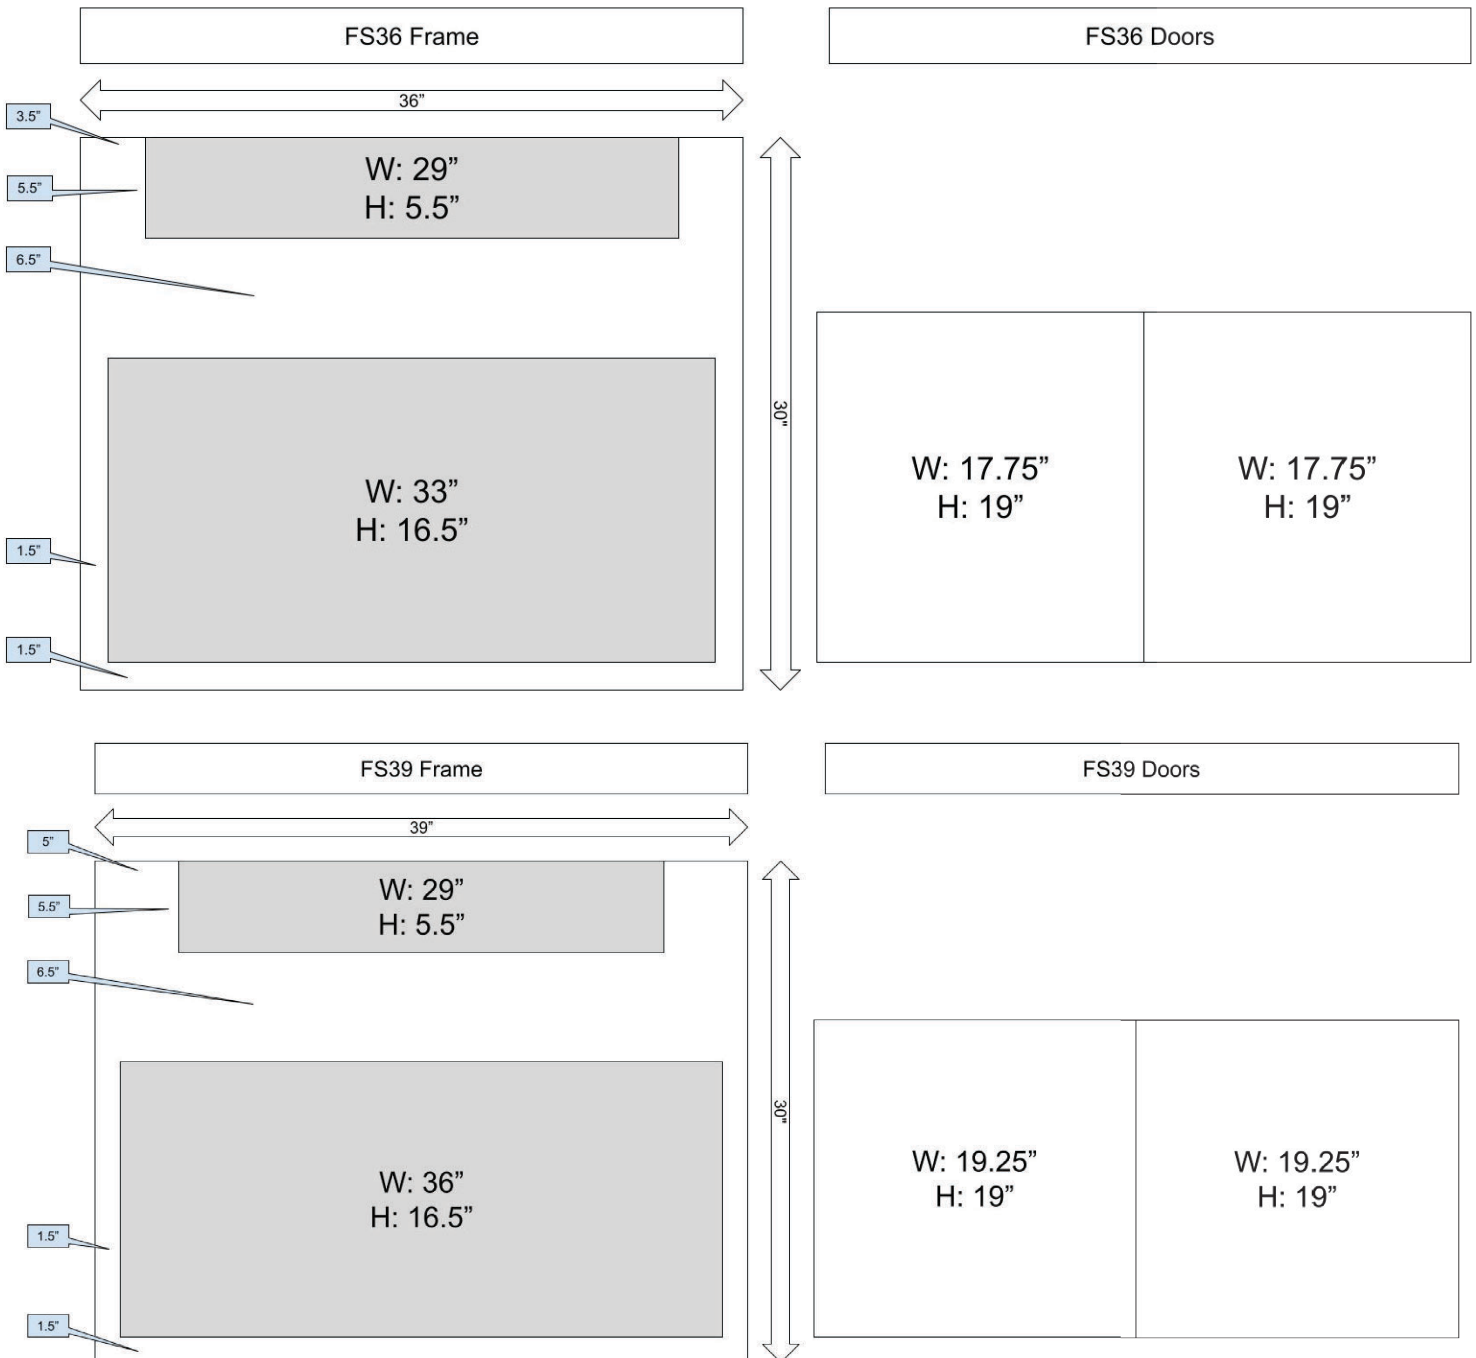 FS36 Frame
FS36 Doors
36”
3.5”
W: 29”
H: 5.5”
5.5”
6.5”
30"
W: 33”
H: 16.5”
W: 17.75”
H: 19”
W: 17.75”
H: 19”
1.5”
1.5”
FS39 Frame
FS39 Doors
39”
5”
W: 29”
H: 5.5”
5.5”
6.5”
30"
W: 36”
H: 16.5”
W: 19.25”
H: 19”
W: 19.25”
H: 19”
1.5”
1.5”